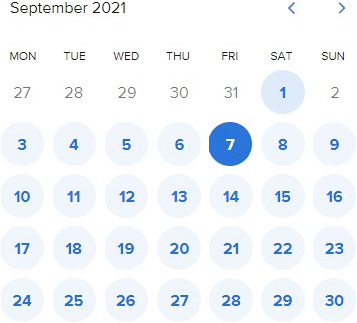 September 2021
MON TUE WED THU FRI SAT SUN
27 28 29 30 31 1 2
3 4 5 6 7 8 9
10 11 12 13 14 15 16
17 18 19 20 21 22 23
24 25 26 27 28 29 30